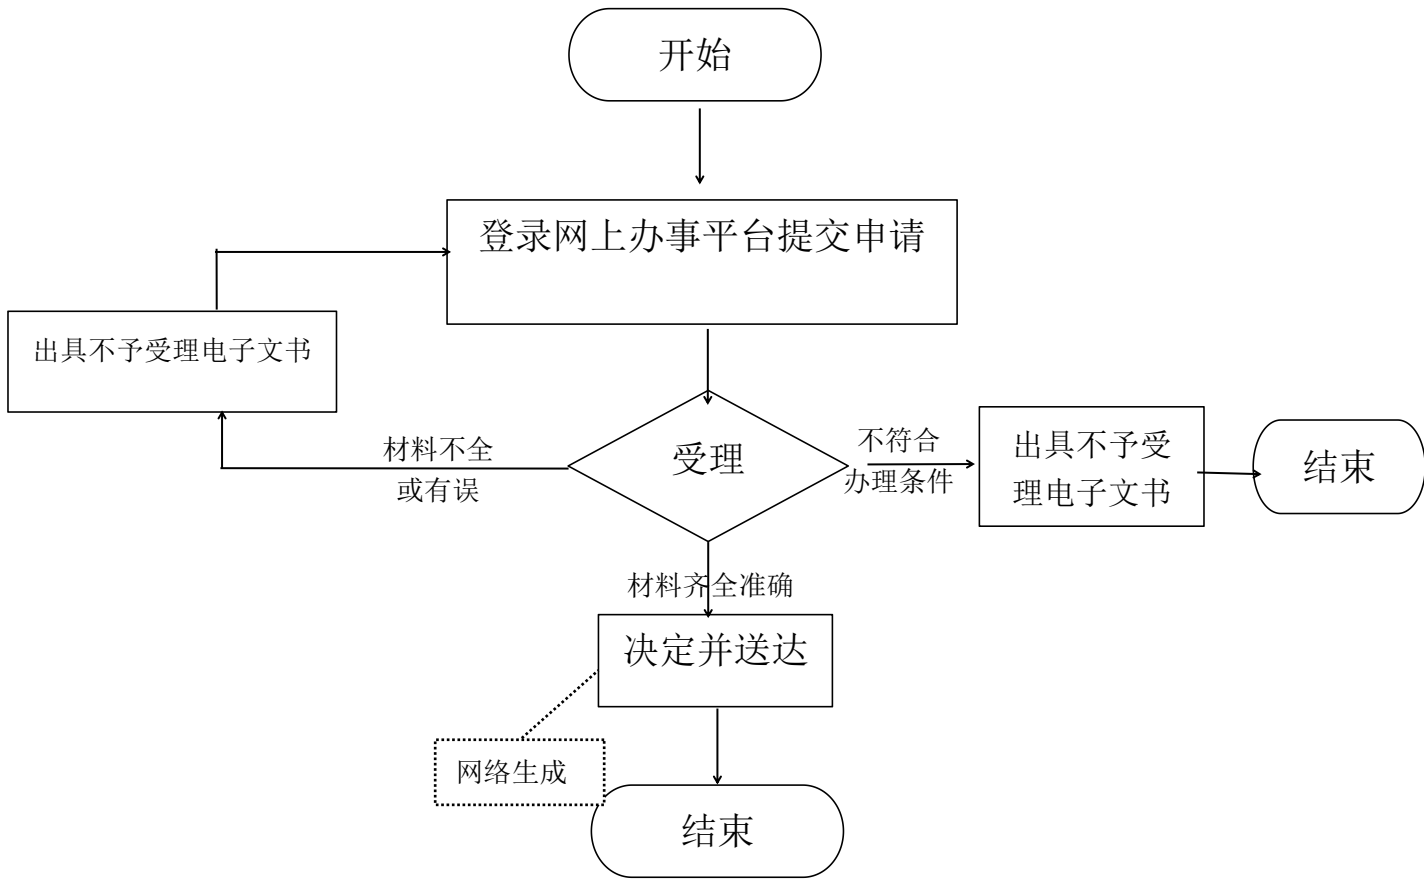 开始
登录网上办事平台提交申请
出具不予受理电子文书
材料不全
或有误
受理
不符合
办理条件
出具不予受
理电子文书
结束
材料齐全准确
决定并送达
网络生成
结束